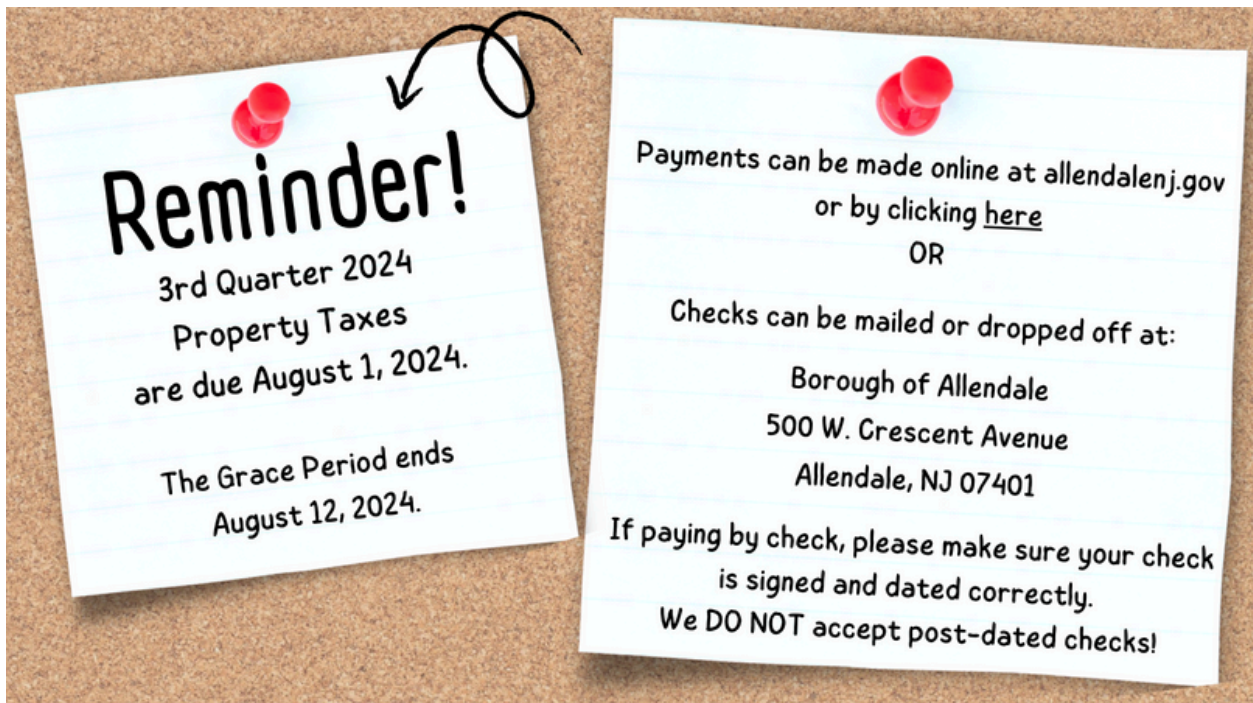 Reminder!
3rd Quarter 2024
Property Taxes
are due August 1, 2024.
The Grace Period ends
August 12, 2024.
Payments can be made online at allendalenj.gov
or by clicking here
OR
Checks can be mailed or dropped off at:
Borough of Allendale
500 W. Crescent Avenue
Allendale, NJ 07401
If paying by check, please make sure your check
is signed and dated correctly.
We DO NOT accept post-dated checks!